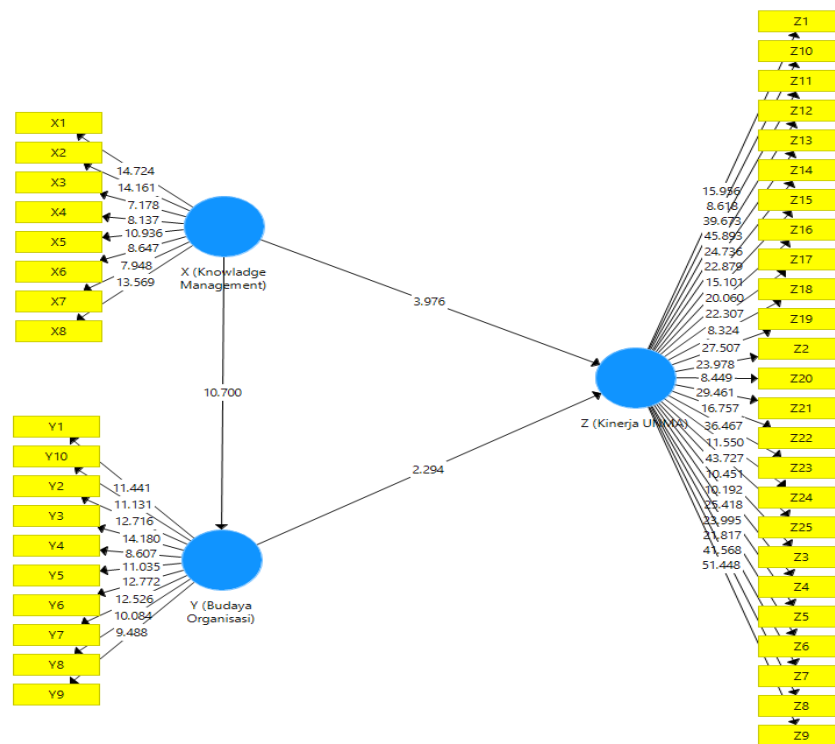 X1
X2
X3
X4
X5
X6
X7
X8
14.724
14.161
7.178
8.137
10.936
8.647
7.948
13.569
X (Knowladge
Management)
3.976
10.700
2.294
Y1
Y10
Y2
Y3
Y4
Y5
Y6
Y7
Y8
Y9
11.441
11.131
12.716
14.180
8.607
11.035
12.772
12.526
10.084
9.488
Y (Budaya
Organisasi)
Z (Kinerja UNMA)
15.956
8.618
39.673
45.893
24.736
22.879
15.101
20.060
22.307
8.324
27.507
23.978
8.449
29.461
16.757
36.467
11.550
43.727
10.451
10.192
25.418
23.995
21.817
41.568
51.448
Z1
Z10
Z11
Z12
Z13
Z14
Z15
Z16
Z17
Z18
Z19
Z2
Z20
Z21
Z22
Z23
Z24
Z25
Z3
Z4
Z5
Z6
Z7
Z8
Z9